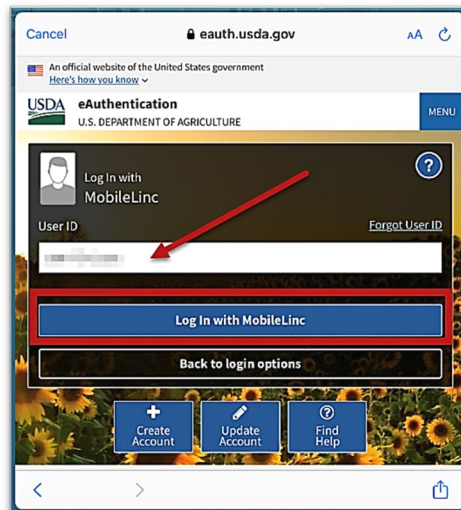 Cancel eauth.usda.gov AA
An official website of the United States government
Here's how you know
USDA eAuthentication
U.S. DEPARTMENT OF AGRICULTURE
MENU
Log In with
MobileLinc
?
User ID Forgot User ID
Log In with MobileLinc
Back to login options
Create
Account
Update
Account
?
Find
Help